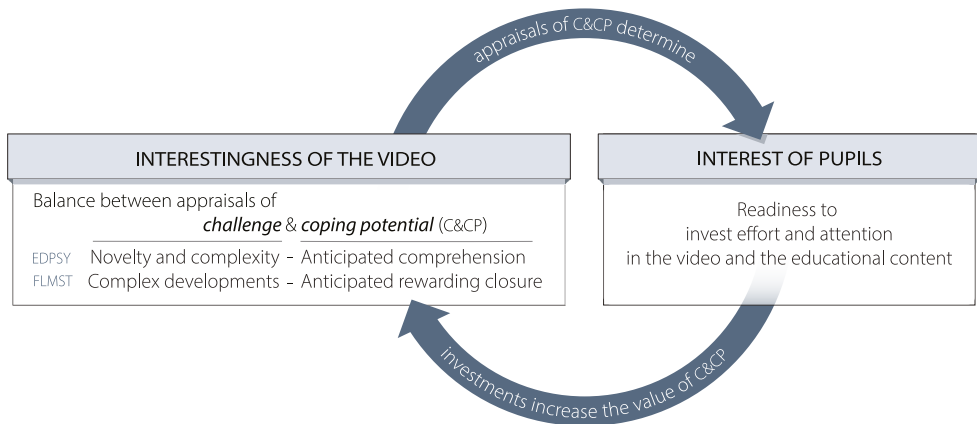 appraisals of C&CP determine
INTERESTINGNESS OF THE VIDEO
Balance between appraisals of
challenge & coping potential (C&CP)
EDPSY Novelty and complexity – Anticipated comprehension
FLMST Complex developments – Anticipated rewarding closure
INTEREST OF PUPILS
Readiness to
invest effort and attention
in the video and the educational content
investments increase the value of C&CP